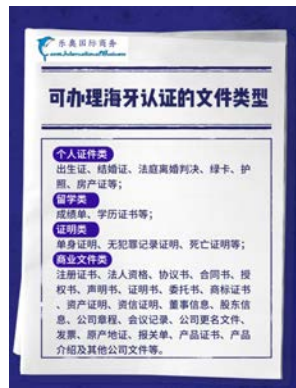 乐奥国际商务
可办理海牙认证的文件类型
个人证件类
出生证、结婚证、法庭离婚判决、绿卡、护
照、房产证等；
留学类
成绩单、学历证书等；
证明类
单身证明、无犯罪记录证明、死亡证明等；
商业文件类
注册证书、法人资格、协议书、合同书、授
权书、声明书、证明书、委托书、商标证书
、资产证明、资信证明、董事信息、股东信
息、公司章程、会议记录、公司更名文件、
发票、原产地证、报关单、产品证书、产品
介绍及其他公司文件等。